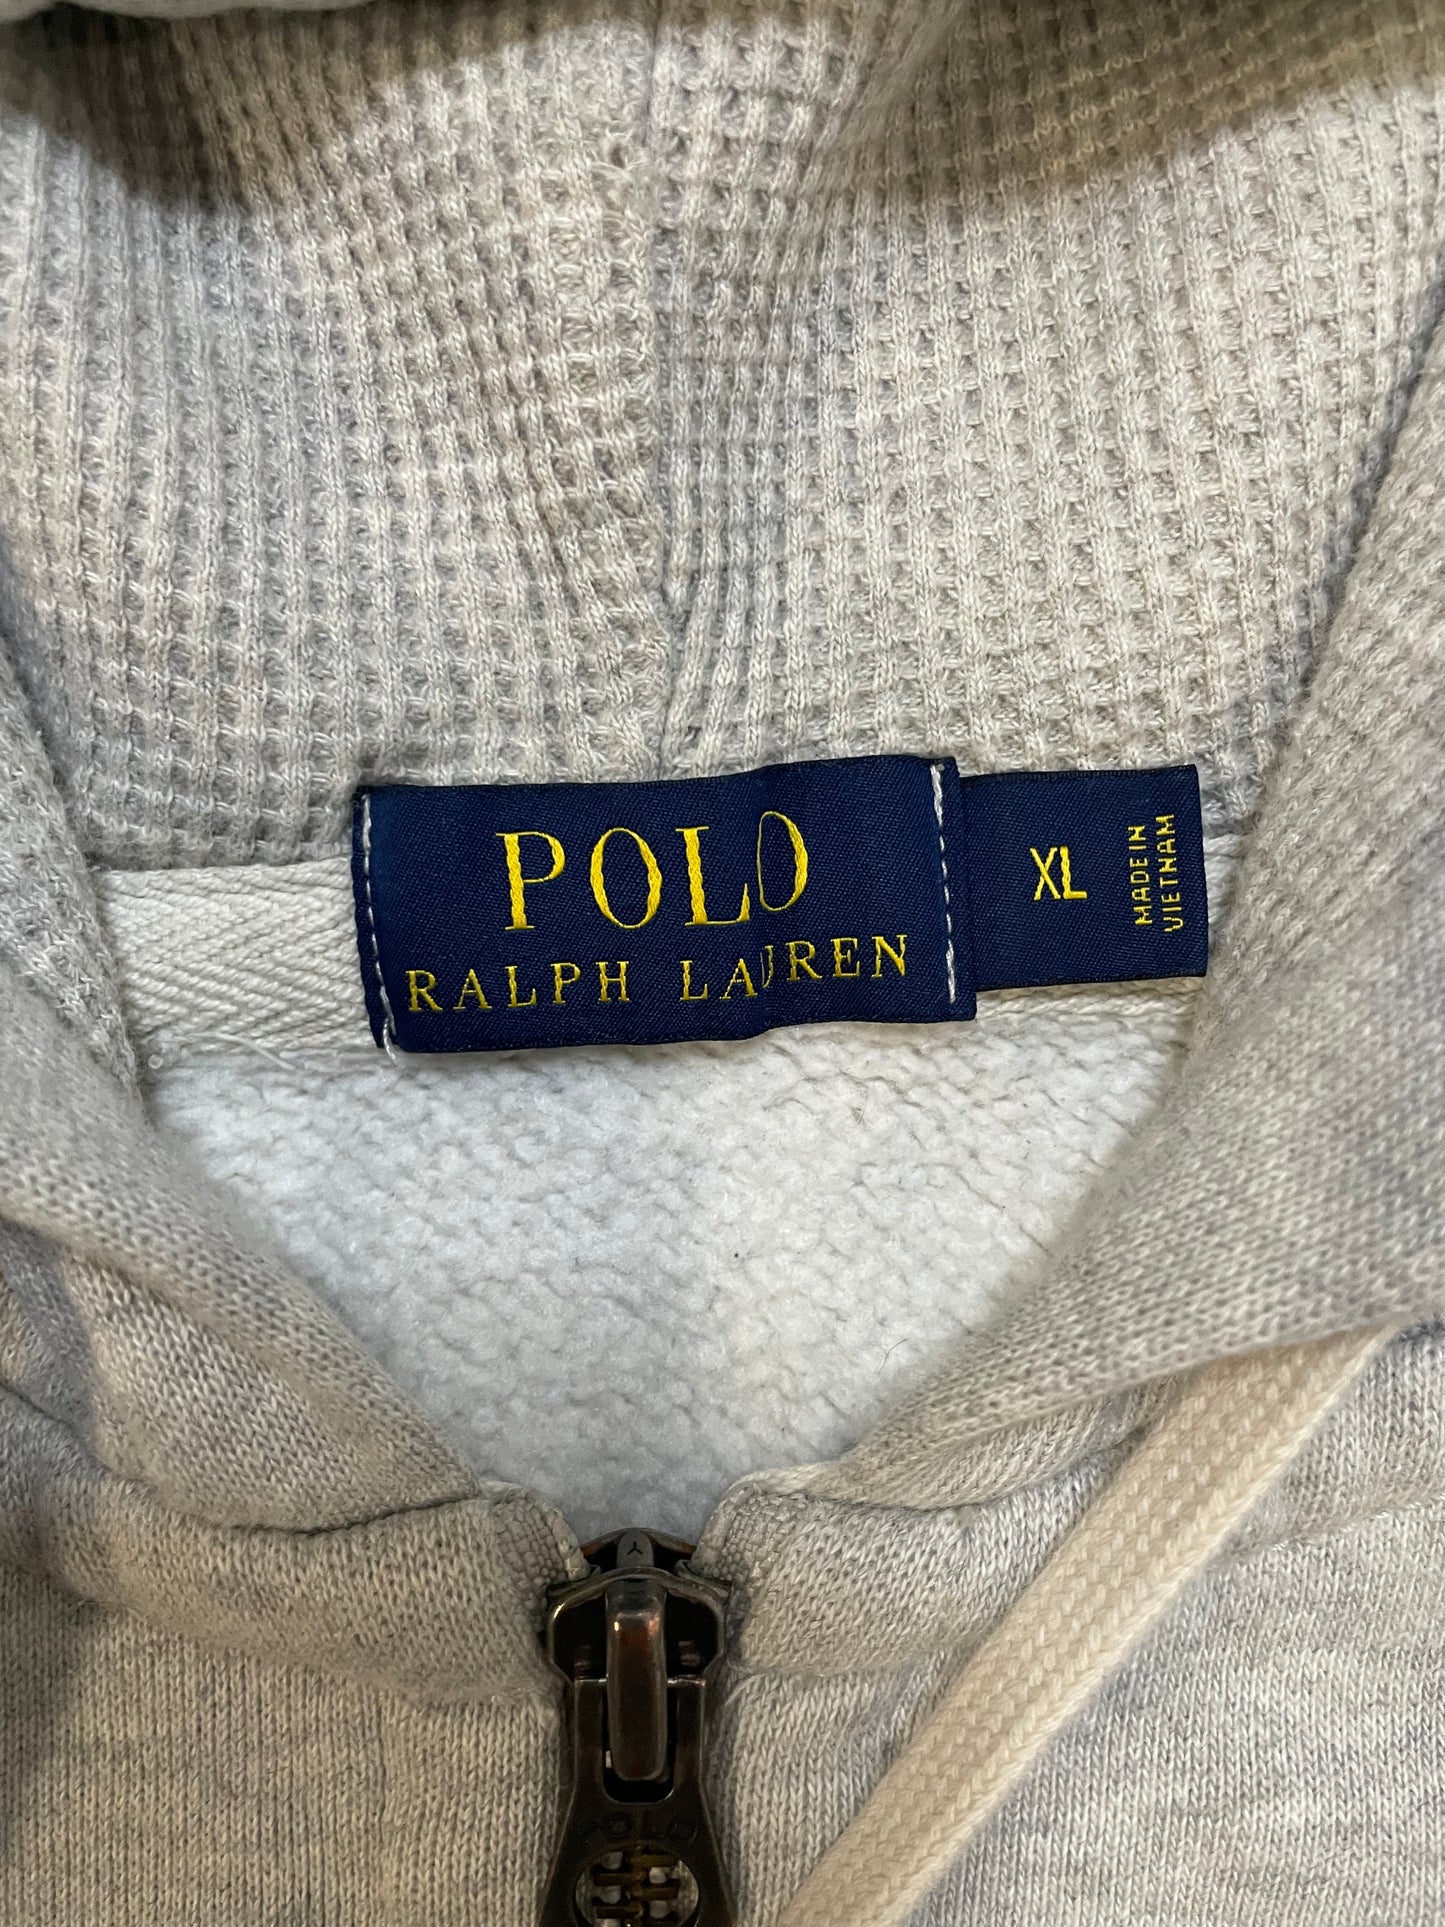 POLO
RALPH LAUREN
XL
MADE IN
VIETNAM